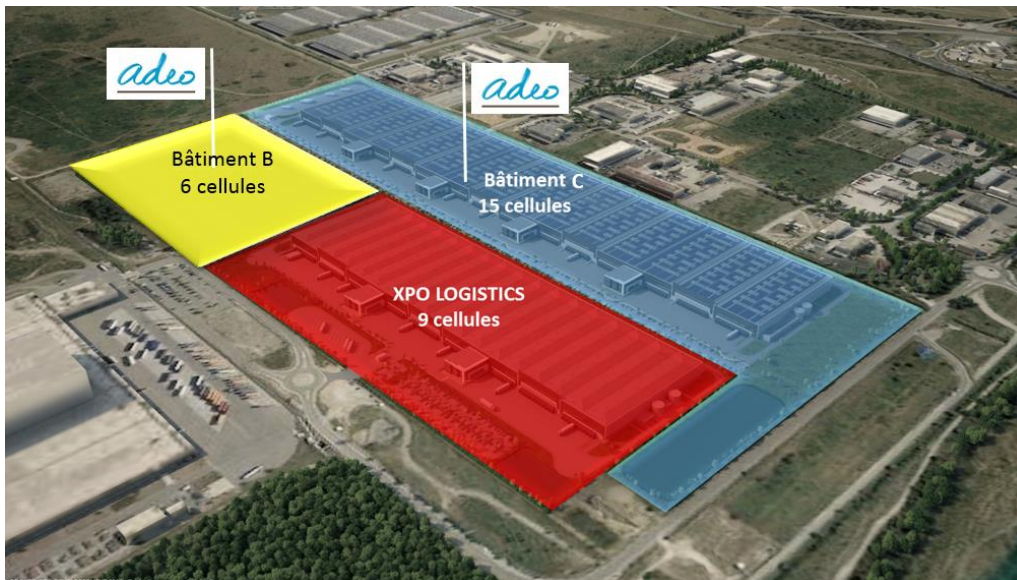 adeo
adeo
Bâtiment B
6 cellules
Bâtiment C
15 cellules
XPO LOGISTICS
9 cellules